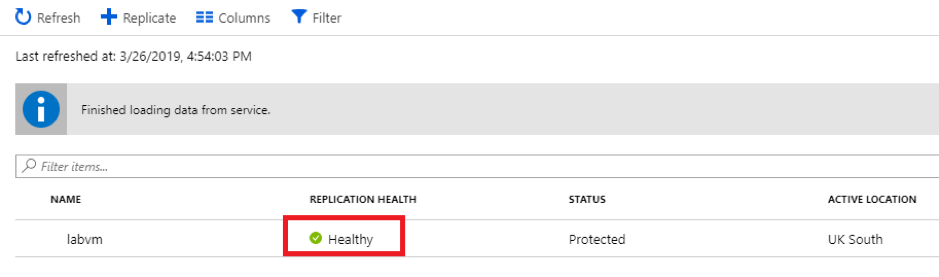 Refresh Replicate Columns Filter
Last refreshed at: 3/26/2019, 4:54:03 PM
Finished loading data from service.
Filter items...
NAME REPLICATION HEALTH STATUS ACTIVE LOCATION
labvm Healthy Protected UK South